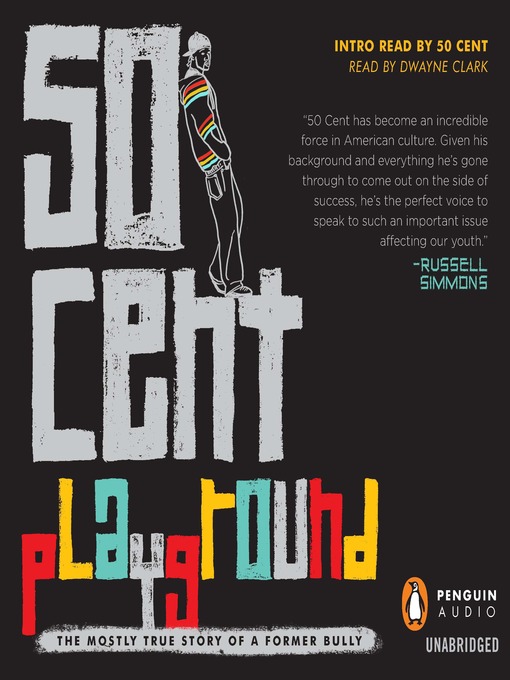 50
cent
playground
THE MOSTLY TRUE STORY OF A FORMER BULLY
INTRO READ BY 50 CENT
READ BY DWAYNE CLARK
“50 Cent has become an incredible
force in American culture. Given his
background and everything he’s gone
through to come out on the side of
success, he’s the perfect voice to
speak to such an important issue
affecting our youth.”
-RUSSELL
SIMMONS
PENGUIN
AUDIO
UNABRIDGED